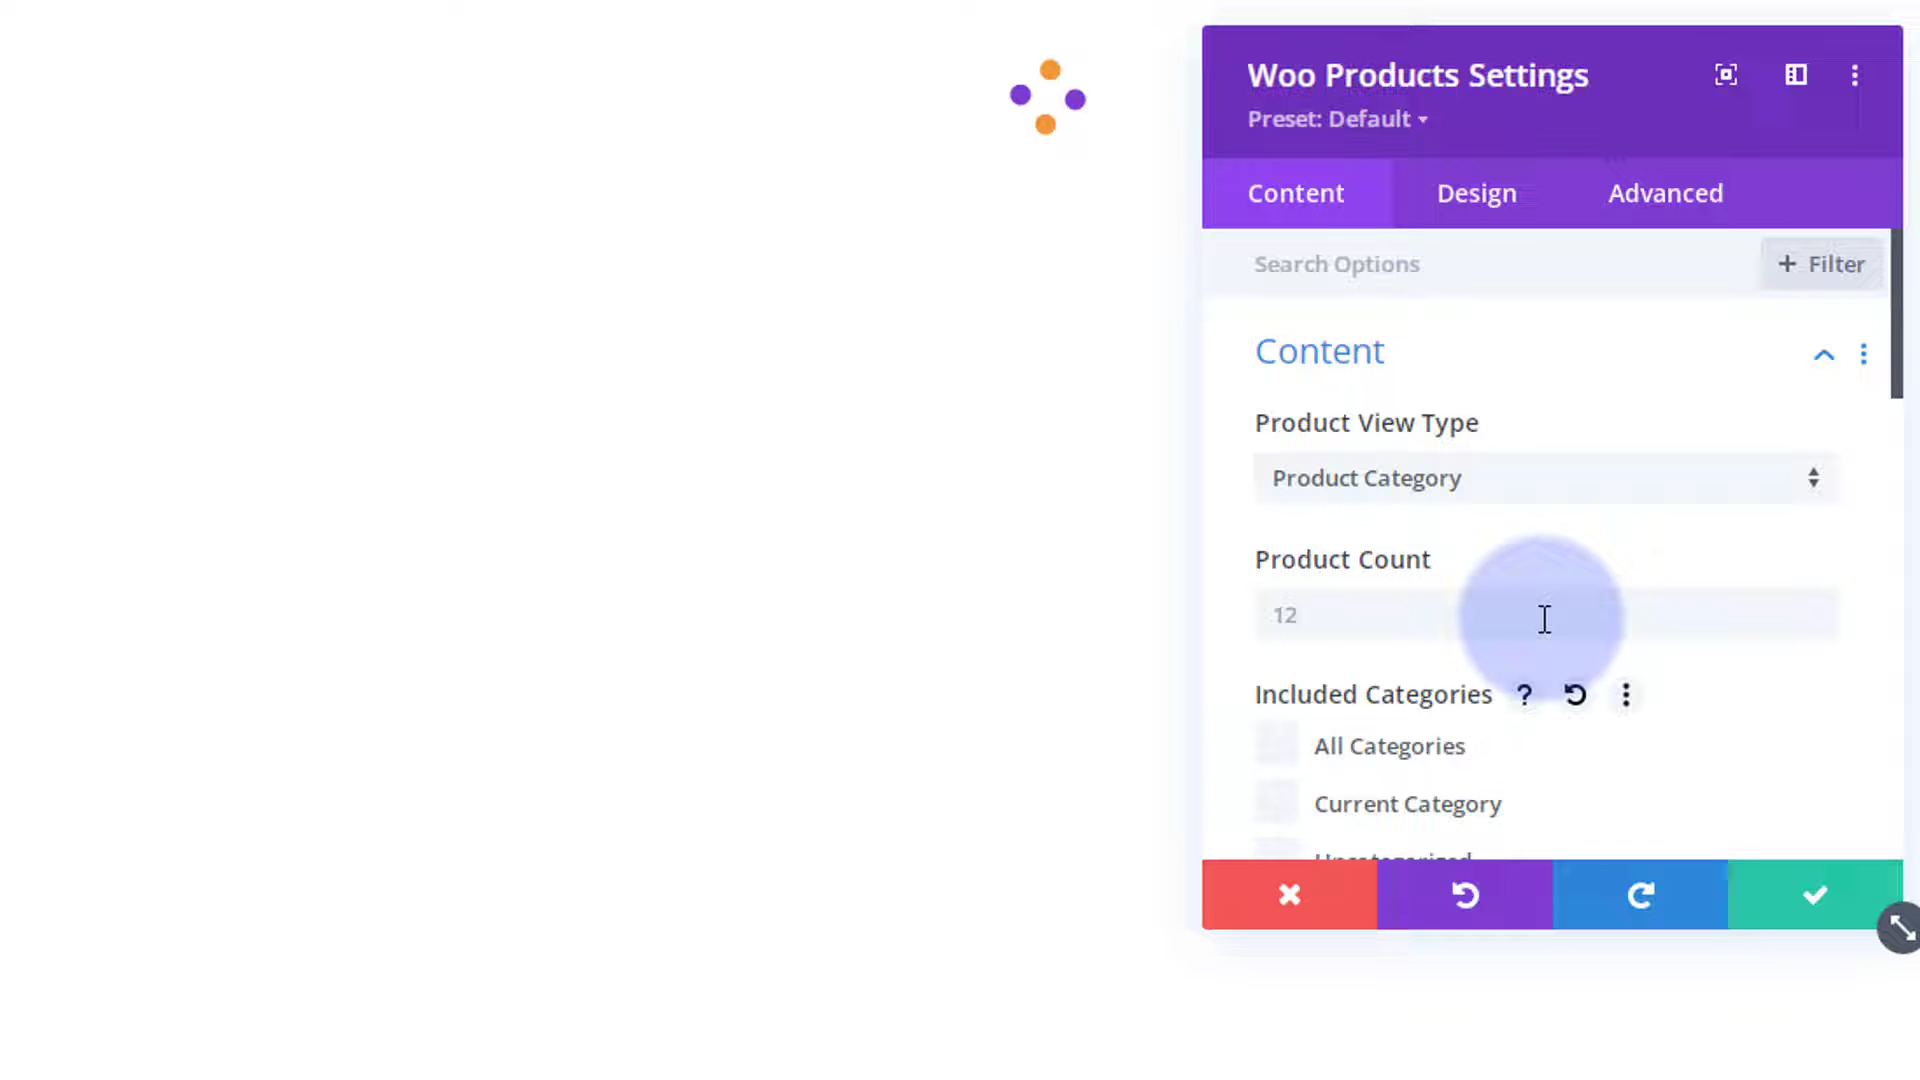 Woo Products Settings
Preset: Default
Content
Design
Advanced
Search Options
+ Filter
Content
Product View Type
Product Category
Product Count
12
Included Categories ?
All Categories
Current Category
Uncategorized